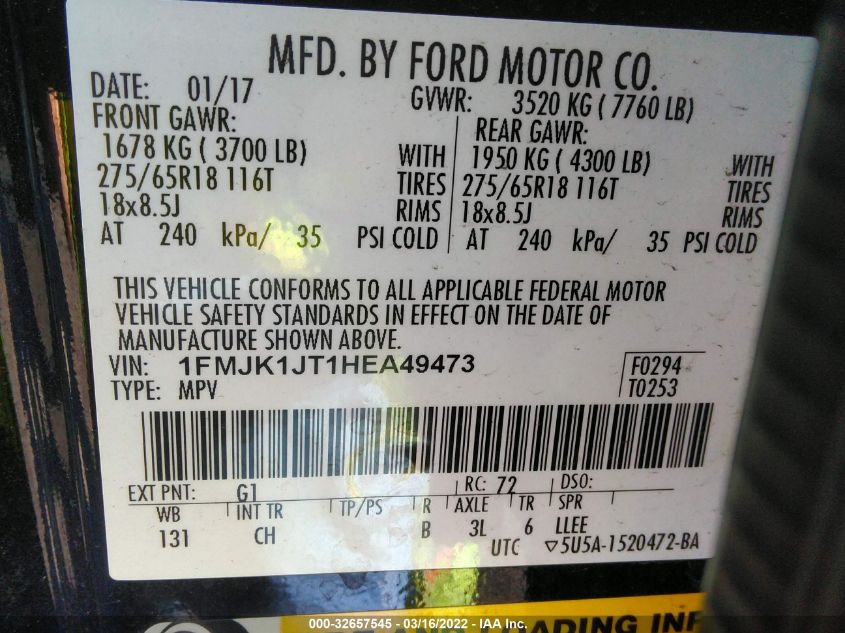 MFD. BY FORD MOTOR CO.
DATE: 01/17 GVWR: 3520 KG ( 7760 LB)
FRONT GAWR: REAR GAWR:
1678 KG ( 3700 LB) WITH 1950 KG ( 4300 LB) WITH
275/65R18 116T TIRES 275/65R18 116T TIRES
18x8.5J RIMS 18x8.5J RIMS
AT 240 kPa/ 35 PSI COLD AT 240 kPa/ 35 PSI COLD
THIS VEHICLE CONFORMS TO ALL APPLICABLE FEDERAL MOTOR
VEHICLE SAFETY STANDARDS IN EFFECT ON THE DATE OF
MANUFACTURE SHOWN ABOVE.
VIN: 1FMJK1JT1HEA49473 F0294
TYPE: MPV T0253
EXT PNT: G1 RC: 72 DSO:
WB INT TR TP/PS R AXLE TR SPR
131 CH B 3L 6 LLEE
UTC ▽5U5A-1520472-BA
AND LOADING INF
000-32657545 - 03/16/2022 - IAA Inc.